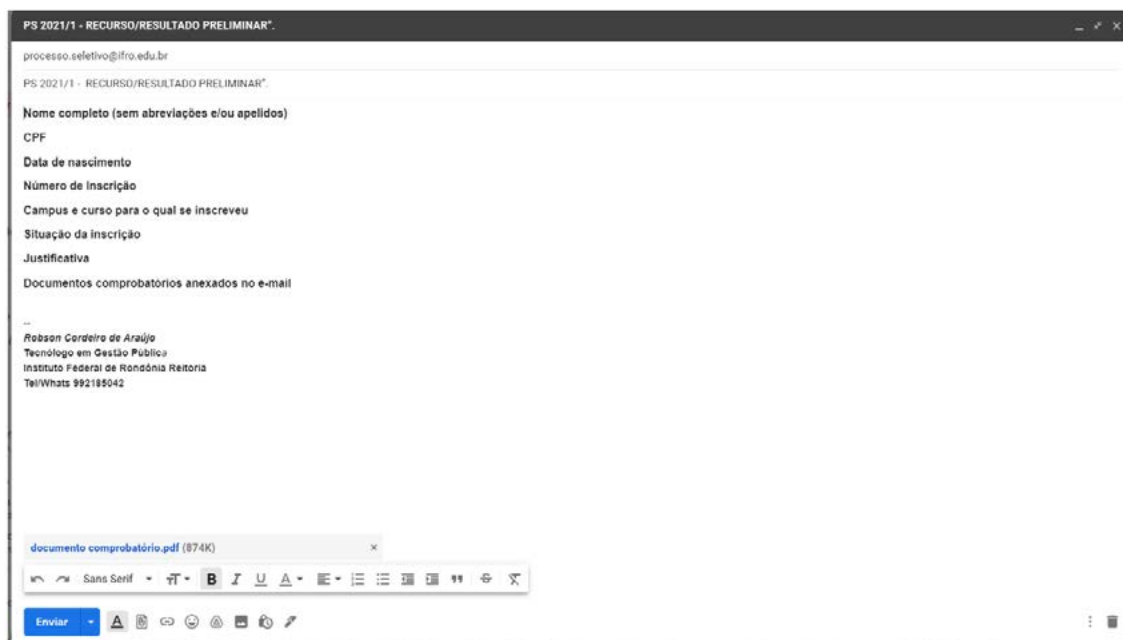 PS 2021/1 - RECURSO/RESULTADO PRELIMINAR".
processo.seletivo@ifro.edu.br
PS 2021/1 - RECURSO/RESULTADO PRELIMINAR".
Nome completo (sem abreviações e/ou apelidos)
CPF
Data de nascimento
Número de Inscrição
Campus e curso para o qual se inscreveu
Situação da inscrição
Justificativa
Documentos comprobatórios anexados no e-mail
--
Robson Cordeiro de Araújo
Tecnólogo em Gestão Pública
Instituto Federal de Rondônia Reitoria
Tel/Whats 992185042
documento comprobatório.pdf (874K)
Sans Serif
Enviar